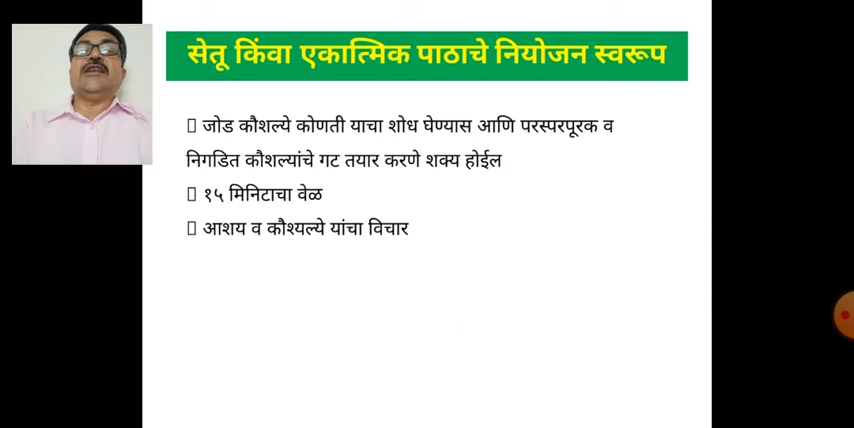 सेतू किंवा एकात्मिक पाठाचे नियोजन स्वरूप
जोड कौशल्ये कोणती याचा शोध घेण्यास आणि परस्परपूरक व
निगडित कौशल्यांचे गट तयार करणे शक्य होईल
१५ मिनिटाचा वेळ
आशय व कौश्यल्ये यांचा विचार